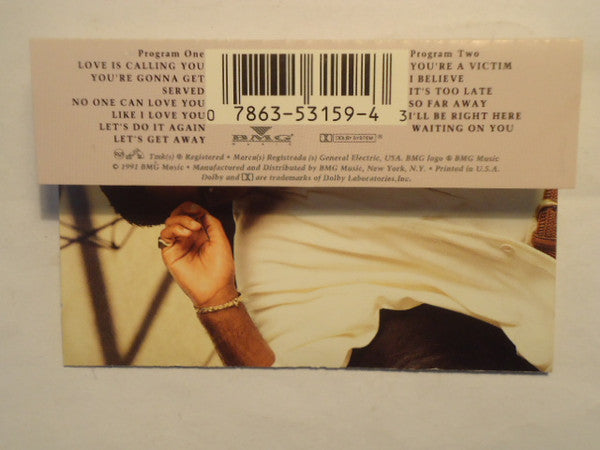 Program One
LOVE IS CALLING YOU
YOU'RE GONNA GET
SERVED
NO ONE CAN LOVE YOU
LIKE I LOVE YOU
LET'S DO IT AGAIN
LET'S GET AWAY
0 7863-53159-4 3
BMG
DOLBY SYSTEM
Program Two
YOU'RE A VICTIM
I BELIEVE
IT'S TOO LATE
SO FAR AWAY
I'LL BE RIGHT HERE
WAITING ON YOU
Tmk(s) ® Registered • Marca(s) Registrada (s) General Electric, USA. BMG logo ® BMG Music
© 1991 BMG Music • Manufactured and Distributed by BMG Music, New York, N.Y. • Printed in U.S.A.
Dolby and are trademarks of Dolby Laboratories, Inc.